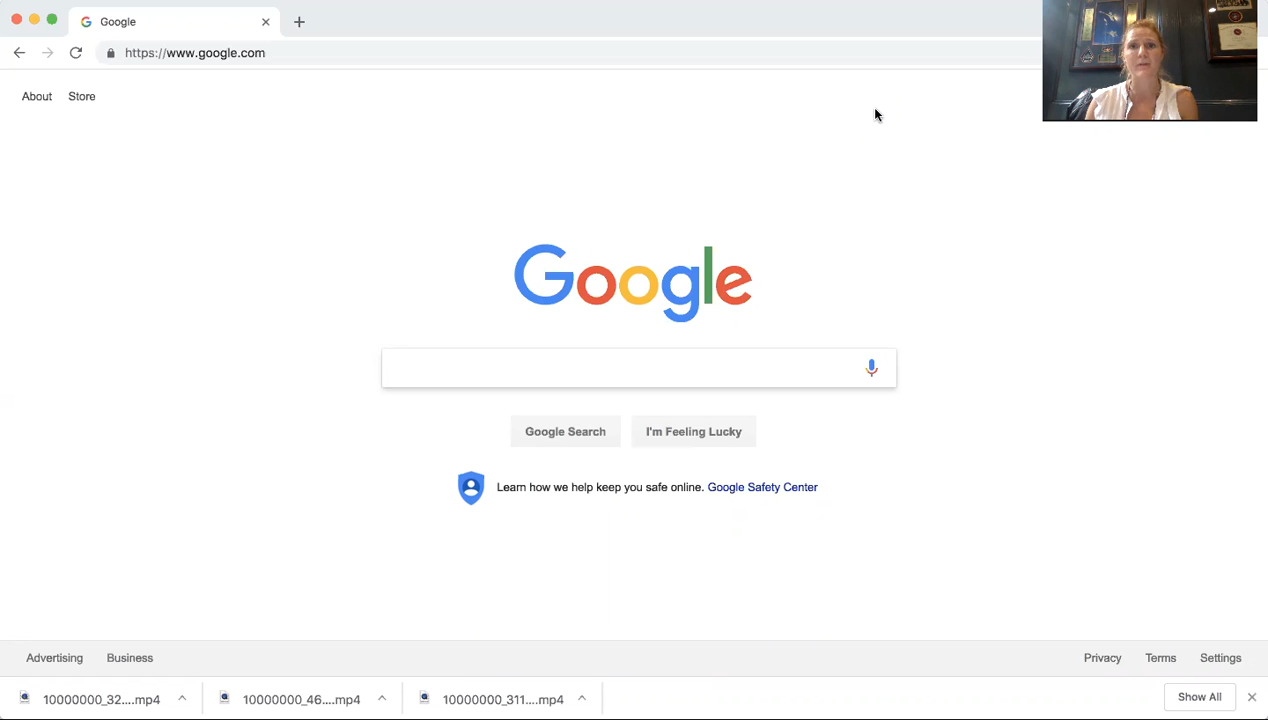 Google
https://www.google.com
About Store
Google
Google Search I'm Feeling Lucky
Learn how we help keep you safe online. Google Safety Center
Advertising Business Privacy Terms Settings
10000000_32....mp4 10000000_46....mp4 10000000_311....mp4 Show All